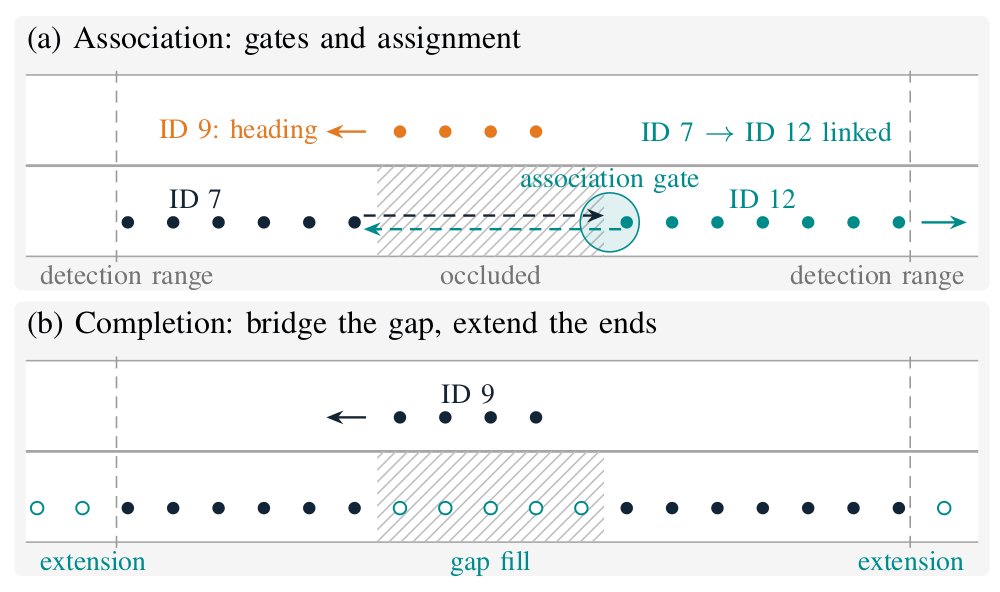 (a) Association: gates and assignment
ID 9: heading
ID 7 → ID 12 linked
association gate
ID 7
ID 12
detection range
occluded
detection range
(b) Completion: bridge the gap, extend the ends
ID 9
extension
gap fill
extension